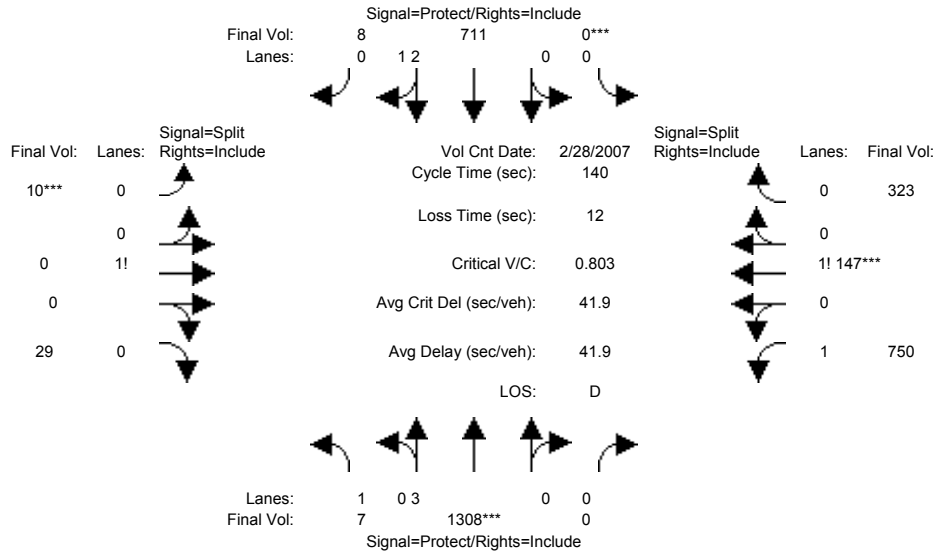 Signal=Protect/Rights=Include
Final Vol: 8 711 0***
Lanes: 0 1 2 0 0
Signal=Split
Final Vol: Lanes: Rights=Include
Vol Cnt Date: 2/28/2007
Signal=Split
Rights=Include Lanes: Final Vol:
Cycle Time (sec): 140
10*** 0
0 323
Loss Time (sec): 12
0
0
0 1!
Critical V/C: 0.803
1! 147***
0 0
Avg Crit Del (sec/veh): 41.9
0
29 0
Avg Delay (sec/veh): 41.9
1 750
LOS: D
Lanes: 1 0 3 0 0
Final Vol: 7 1308*** 0
Signal=Protect/Rights=Include